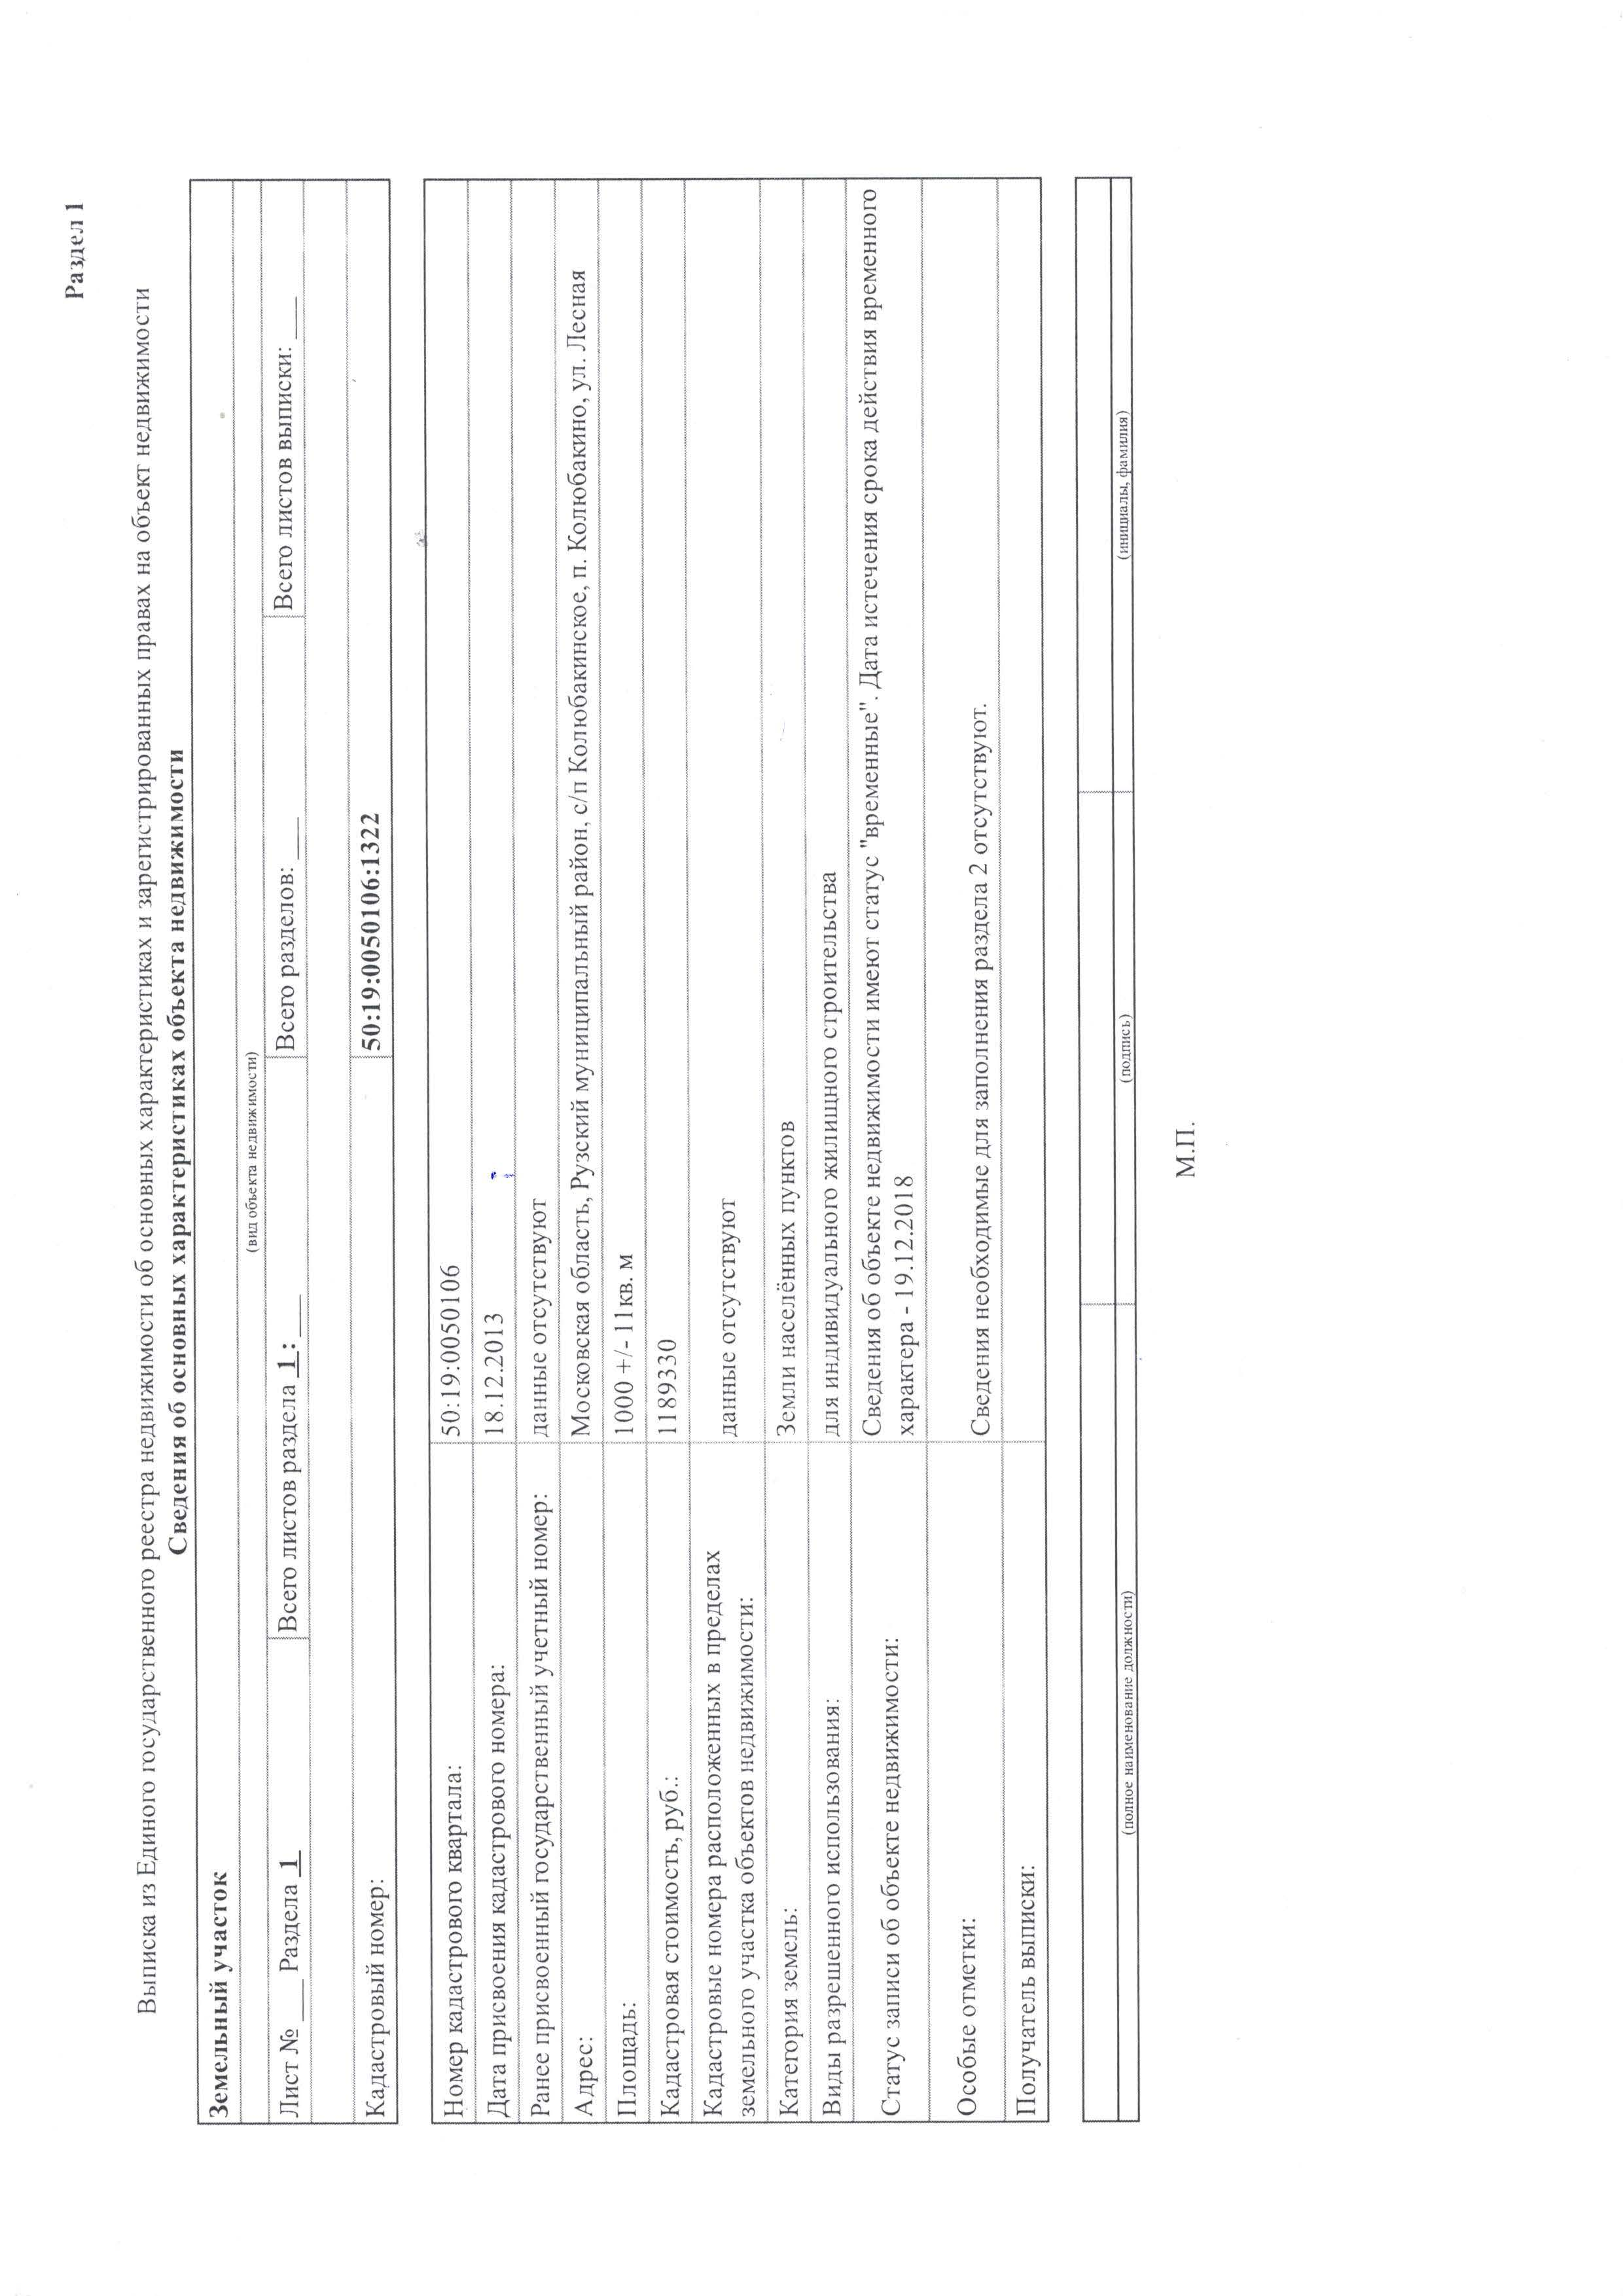 Раздел 1
Выписка из Единого государственного реестра недвижимости об основных характеристиках и зарегистрированных правах на объект недвижимости
Сведения об основных характеристиках объекта недвижимости
Земельный участок
(вид объекта недвижимости)
Лист № ___ Раздела 1 Всего листов раздела 1 : ___ Всего разделов: ___ Всего листов выписки: ___
Кадастровый номер: 50:19:0050106:1322
Номер кадастрового квартала: 50:19:0050106
Дата присвоения кадастрового номера: 18.12.2013
Ранее присвоенный государственный учетный номер: данные отсутствуют
Адрес: Московская область, Рузский муниципальный район, с/п Колюбакинское, п. Колюбакино, ул. Лесная
Площадь: 1000 +/- 11кв. м
Кадастровая стоимость, руб.: 1189330
Кадастровые номера расположенных в пределах
земельного участка объектов недвижимости: данные отсутствуют
Категория земель: Земли населённых пунктов
Виды разрешенного использования: для индивидуального жилищного строительства
Статус записи об объекте недвижимости: Сведения об объекте недвижимости имеют статус "временные". Дата истечения срока действия временного
характера - 19.12.2018
Особые отметки: Сведения необходимые для заполнения раздела 2 отсутствуют.
Получатель выписки:
(полное наименование должности) (подпись) (инициалы, фамилия)
М.П.